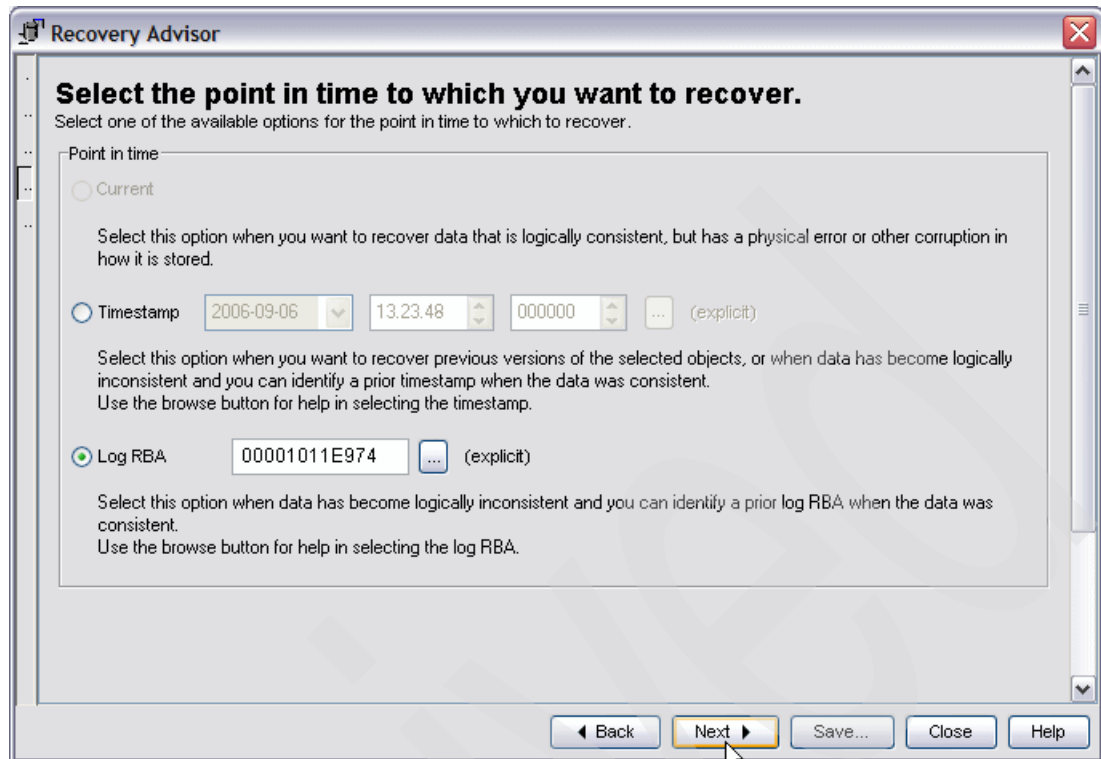 Recovery Advisor
Select the point in time to which you want to recover.
Select one of the available options for the point in time to which to recover.
Point in time
Current
Select this option when you want to recover data that is logically consistent, but has a physical error or other corruption in
how it is stored.
Timestamp 2006-09-06 13.23.48 000000 ... (explicit)
Select this option when you want to recover previous versions of the selected objects, or when data has become logically
inconsistent and you can identify a prior timestamp when the data was consistent.
Use the browse button for help in selecting the timestamp.
Log RBA 00001011E974 ... (explicit)
Select this option when data has become logically inconsistent and you can identify a prior log RBA when the data was
consistent.
Use the browse button for help in selecting the log RBA.
Back Next Save... Close Help